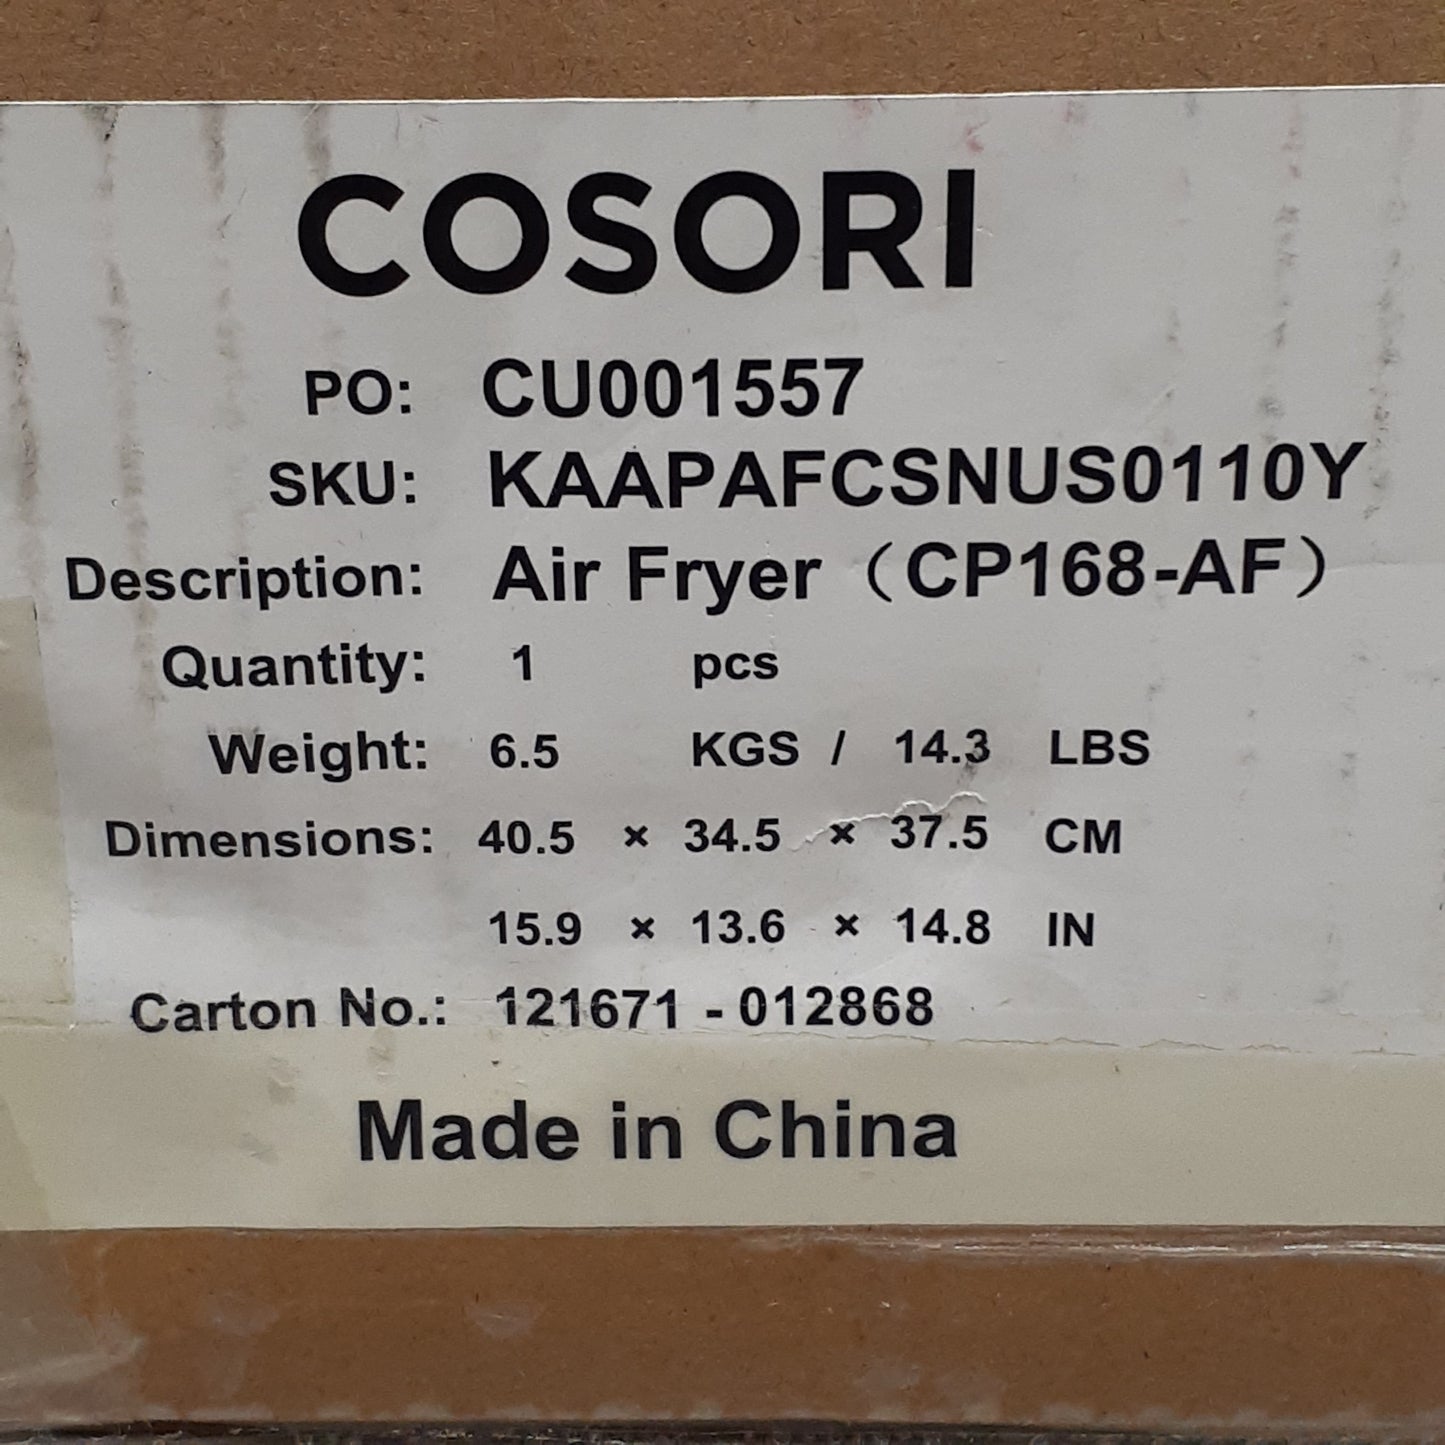 COSORI
PO: CU001557
SKU: KAAPAFCSNUS0110Y
Description: Air Fryer（CP168-AF）
Quantity: 1 pcs
Weight: 6.5 KGS / 14.3 LBS
Dimensions: 40.5 × 34.5 × 37.5 CM
15.9 × 13.6 × 14.8 IN
Carton No.: 121671 - 012868
Made in China